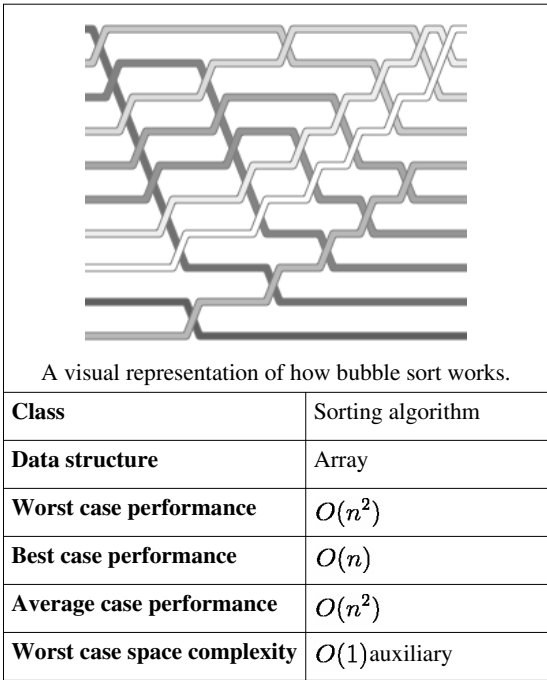 A visual representation of how bubble sort works.
Class Sorting algorithm
Data structure Array
Worst case performance O(n²)
Best case performance O(n)
Average case performance O(n²)
Worst case space complexity O(1)auxiliary